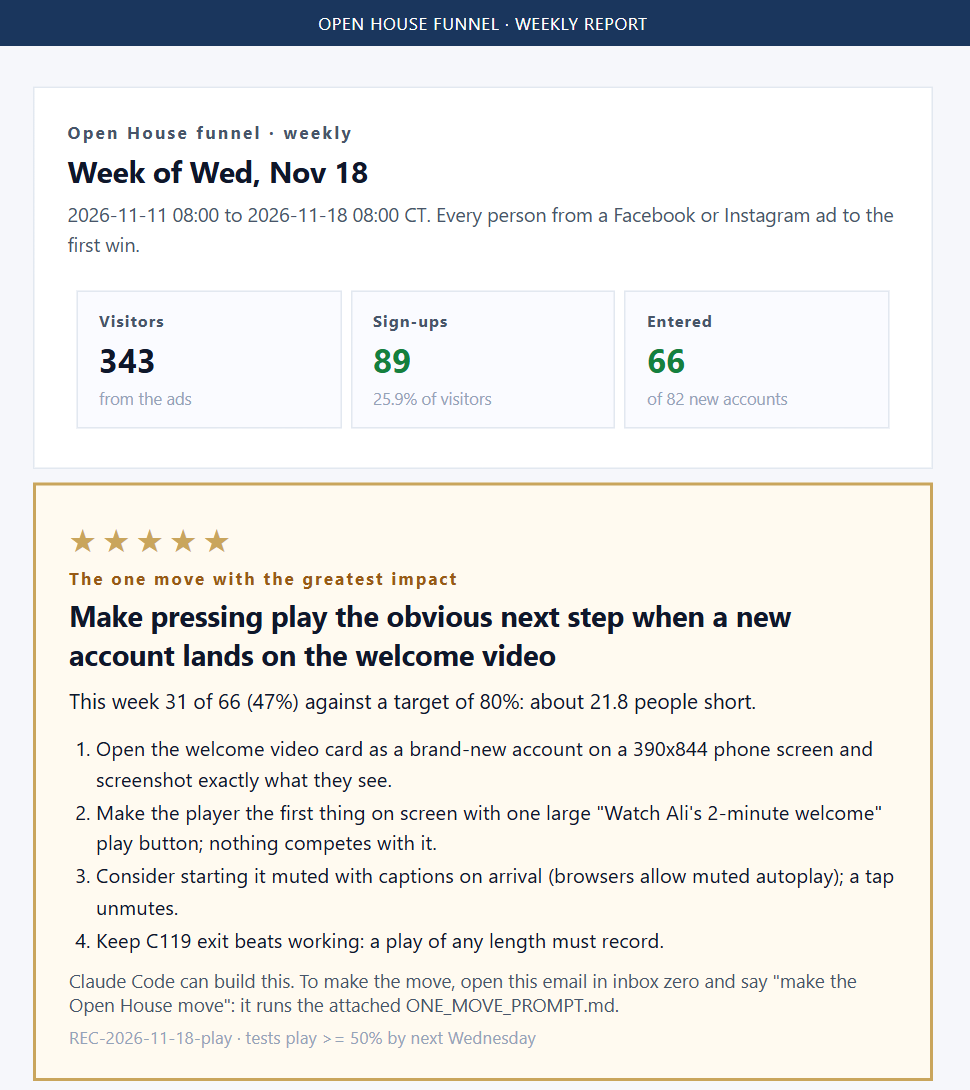 OPEN HOUSE FUNNEL · WEEKLY REPORT
Open House funnel · weekly
Week of Wed, Nov 18
2026-11-11 08:00 to 2026-11-18 08:00 CT. Every person from a Facebook or Instagram ad to the
first win.
Visitors
343
from the ads
Sign-ups
89
25.9% of visitors
Entered
66
of 82 new accounts
★ ★ ★ ★ ★
The one move with the greatest impact
Make pressing play the obvious next step when a new
account lands on the welcome video
This week 31 of 66 (47%) against a target of 80%: about 21.8 people short.
1. Open the welcome video card as a brand-new account on a 390x844 phone screen and
screenshot exactly what they see.
2. Make the player the first thing on screen with one large "Watch Ali's 2-minute welcome"
play button; nothing competes with it.
3. Consider starting it muted with captions on arrival (browsers allow muted autoplay); a tap
unmutes.
4. Keep C119 exit beats working: a play of any length must record.
Claude Code can build this. To make the move, open this email in inbox zero and say "make the
Open House move": it runs the attached ONE_MOVE_PROMPT.md.
REC-2026-11-18-play · tests play >= 50% by next Wednesday